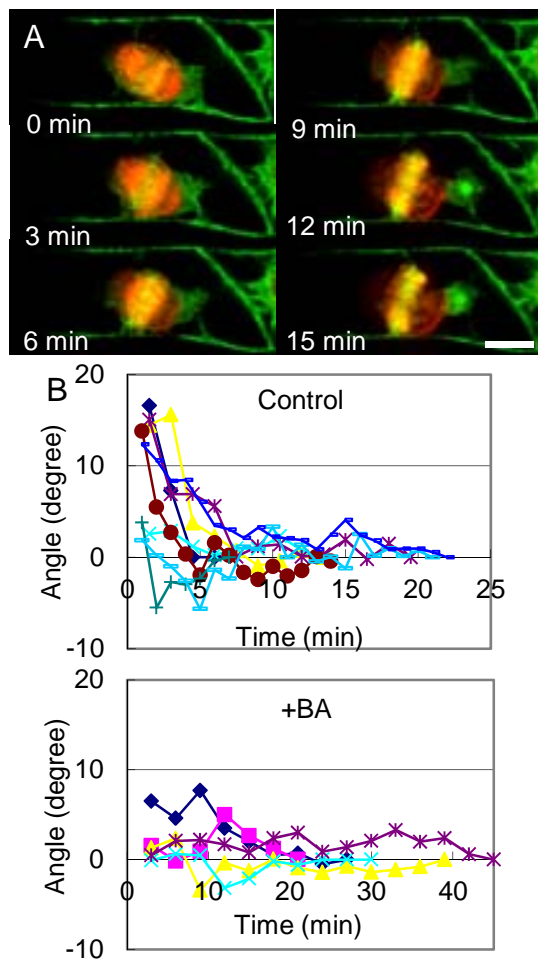 A
0 min
9 min
3 min
12 min
6 min
15 min
B
Control
Angle (degree)
20
10
0
-10
0 5 10 15 20 25
Time (min)
+BA
Angle (degree)
20
10
0
-10
0 10 20 30 40
Time (min)